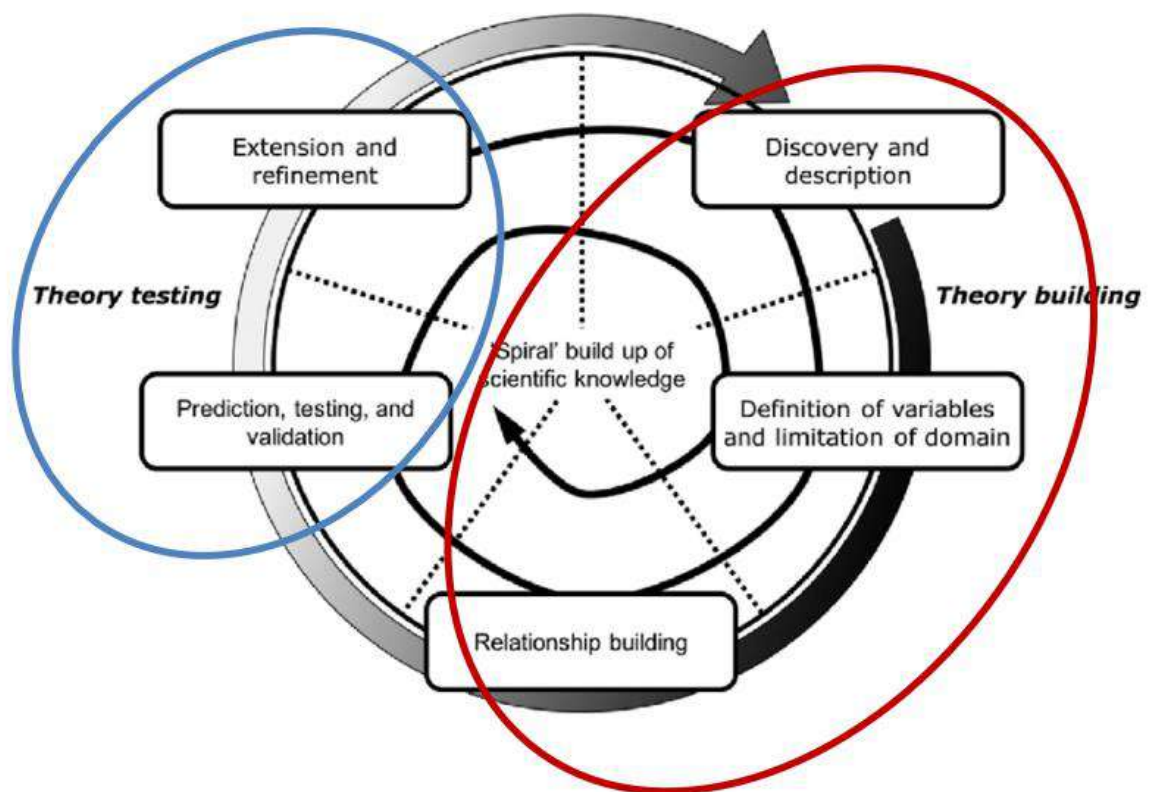 Extension and
refinement
Discovery and
description
Theory testing
Theory building
'Spiral' build up of
scientific knowledge
Prediction, testing, and
validation
Definition of variables
and limitation of domain
Relationship building